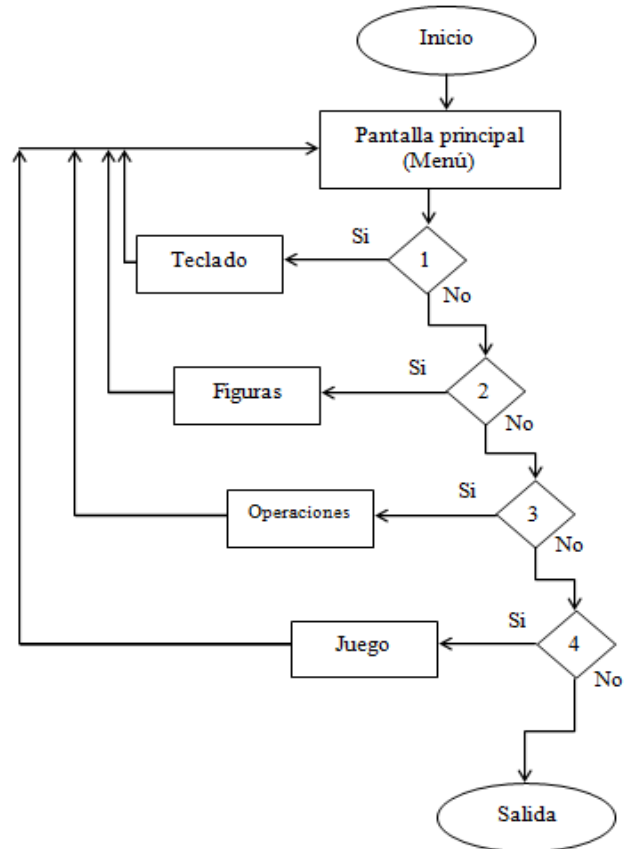 Inicio
Pantalla principal
(Menú)
Si
Teclado
1
No
Si
Figuras
2
No
Si
Operaciones
3
No
Si
Juego
4
No
Salida